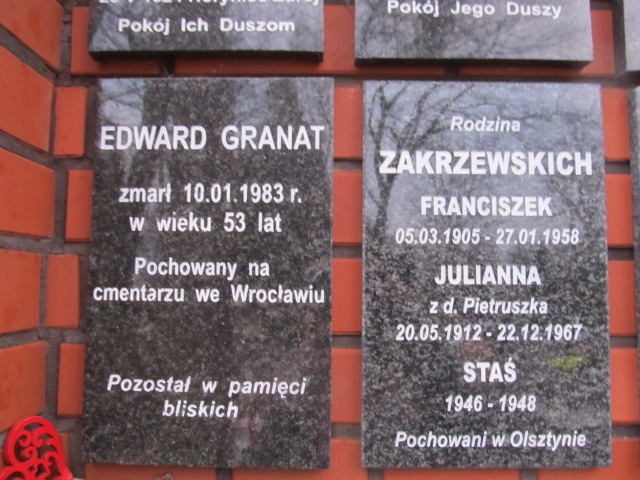 Pokój Ich Duszom
Pokój Jego Duszy
EDWARD GRANAT
zmarł 10.01.1983 r.
w wieku 53 lat
Pochowany na
cmentarzu we Wrocławiu
Pozostał w pamięci
bliskich
Rodzina
ZAKRZEWSKICH
FRANCISZEK
05.03.1905 - 27.01.1958
JULIANNA
z d. Pietruszka
20.05.1912 - 22.12.1967
STAŚ
1946 - 1948
Pochowani w Olsztynie